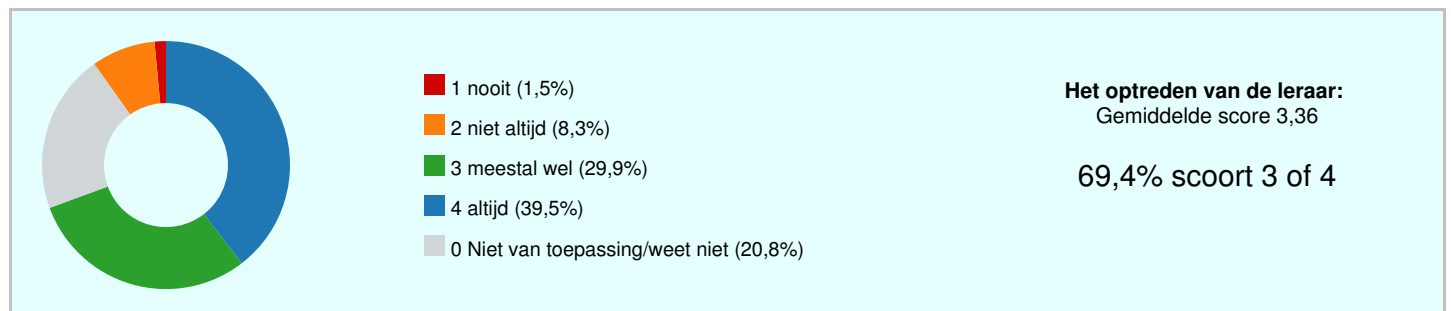 1 nooit (1,5%)
2 niet altijd (8,3%)
3 meestal wel (29,9%)
4 altijd (39,5%)
0 Niet van toepassing/weet niet (20,8%)
Het optreden van de leraar:
Gemiddelde score 3,36
69,4% scoort 3 of 4